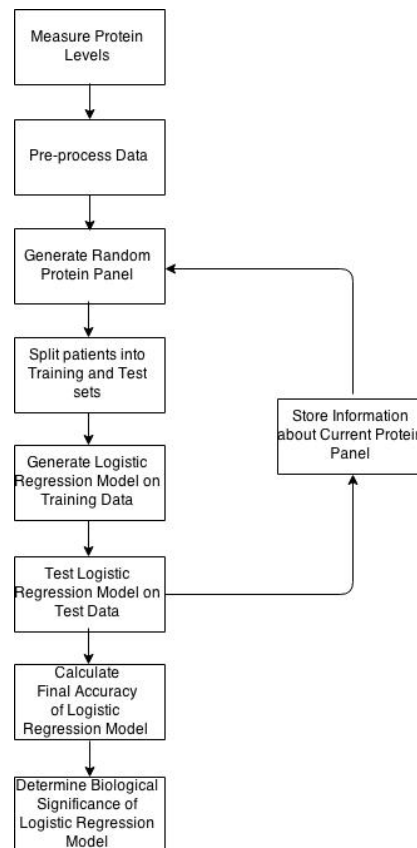 Measure Protein
Levels
Pre-process Data
Generate Random
Protein Panel
Split patients into
Training and Test
sets
Generate Logistic
Regression Model on
Training Data
Store Information
about Current Protein
Panel
Test Logistic
Regression Model on
Test Data
Calculate
Final Accuracy
of Logistic
Regression Model
Determine Biological
Significance of
Logistic Regression
Model